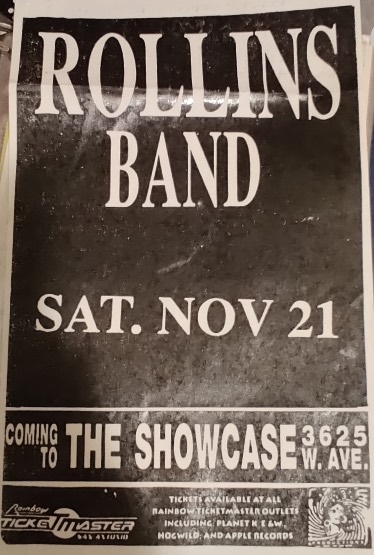 ROLLINS
BAND
SAT. NOV 21
COMING TO THE SHOWCASE 3625 W. AVE.
Rainbow
TICKETMASTER
TICKETS AVAILABLE AT ALL
RAINBOW TICKETMASTER OUTLETS
INCLUDING PLANET K E &W,
HOGWILD, AND APPLE RECORDS